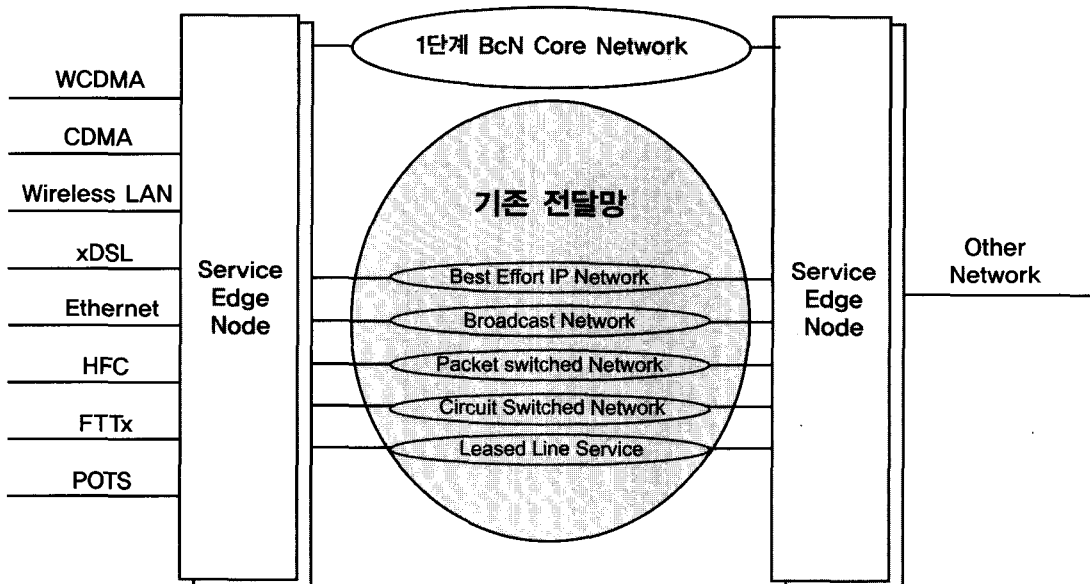 1단계 BcN Core Network
WCDMA
CDMA
Wireless LAN
xDSL
Ethernet
HFC
FTTx
POTS
Service
Edge
Node
기존 전달망
Best Effort IP Network
Broadcast Network
Packet switched Network
Circuit Switched Network
Leased Line Service
Service
Edge
Node
Other
Network